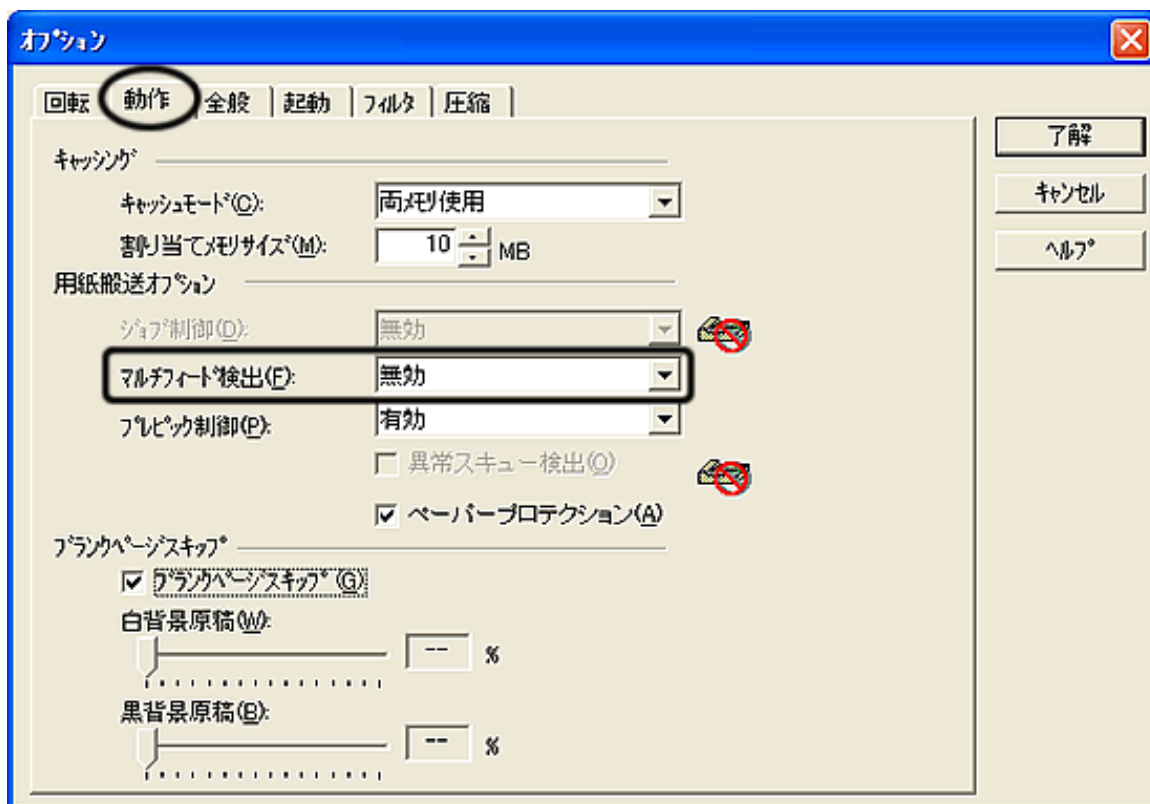 オプション
回転 動作 全般 起動 フィルタ 圧縮
了解
キャンセル
ヘルプ
キャッシング
キャッシュモード(C): 両メモリ使用
割り当てメモリサイズ(M): 10 MB
用紙搬送オプション
ジョブ制御(D): 無効
マルチフィード検出(F): 無効
プレピック制御(P): 有効
異常スキュー検出(O)
ペーパープロテクション(A)
ブランクページスキップ
ブランクページスキップ(G)
白背景原稿(W):
-- %
黒背景原稿(B):
-- %